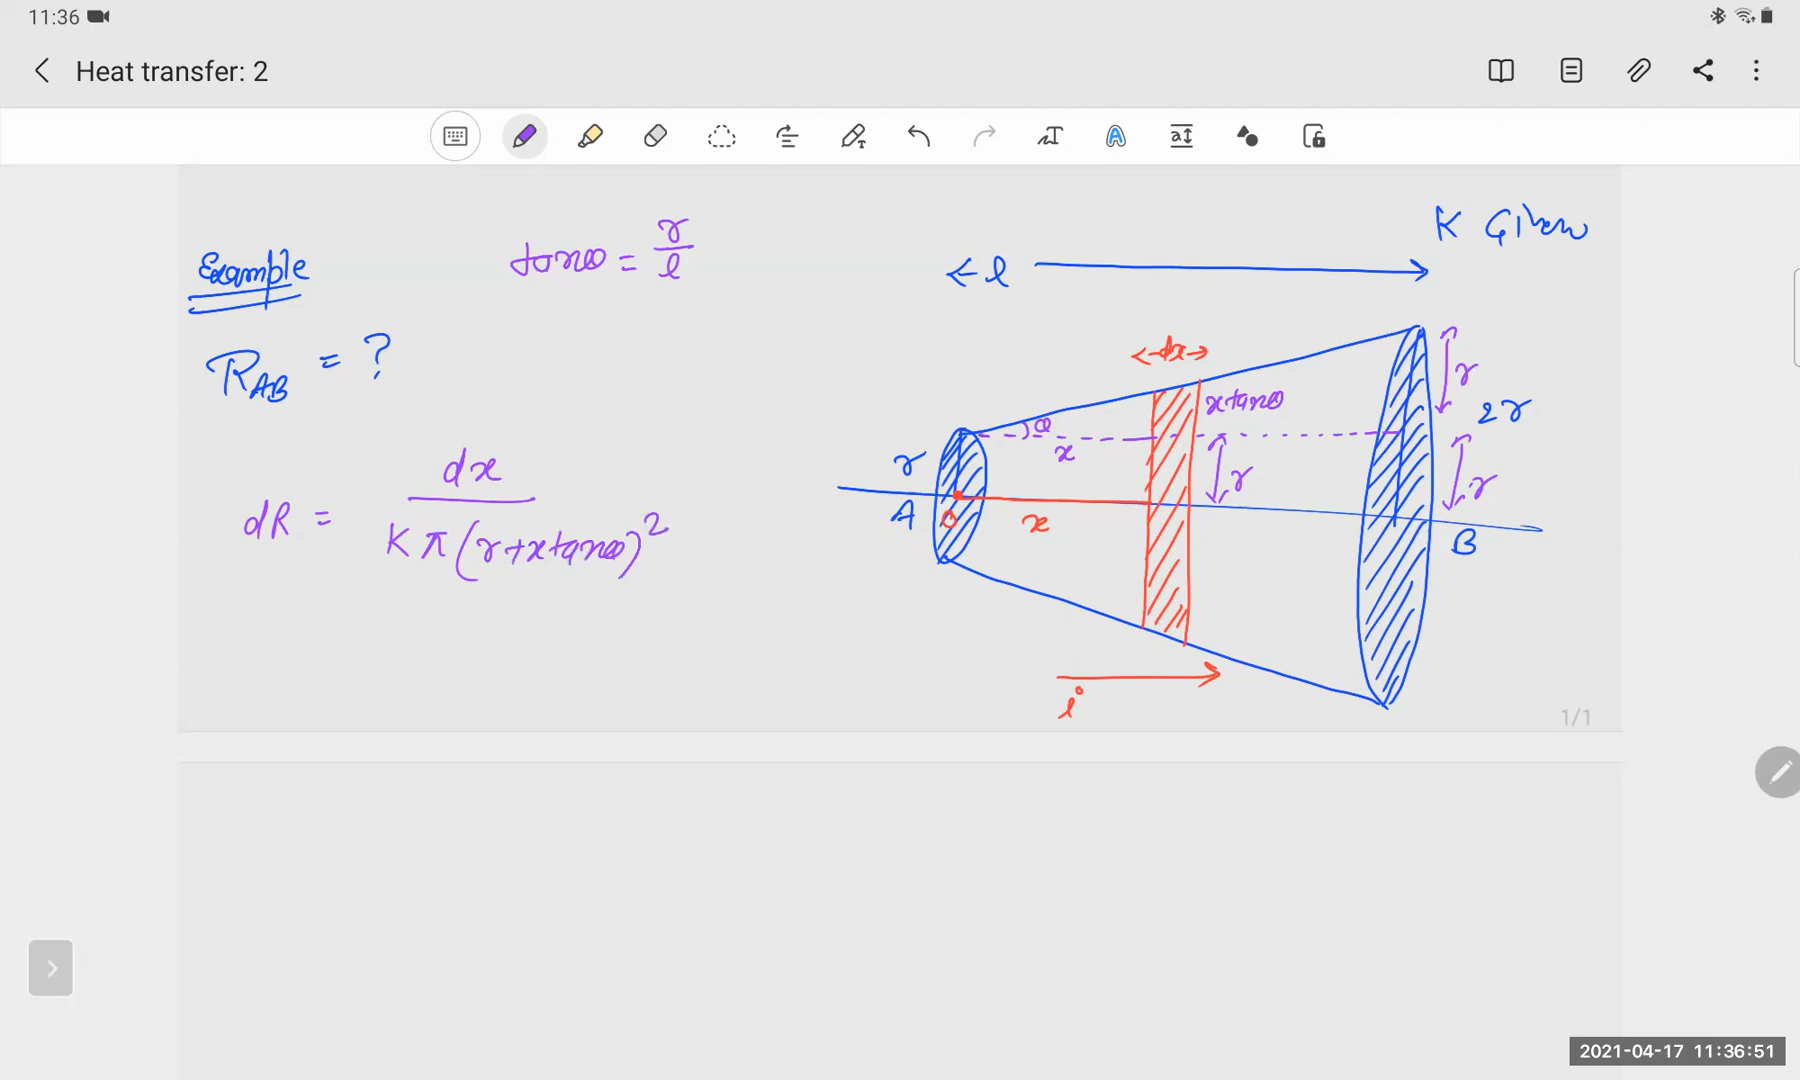 11:36
Heat transfer: 2
Example
tanθ = r/l
K Given
l
R_AB = ?
dx
r
x tanθ
2r
θ
x
r
r
r
A
O
x
B
dR = dx / Kπ(r+x tanθ)²
i
1/1
2021-04-17 11:36:51